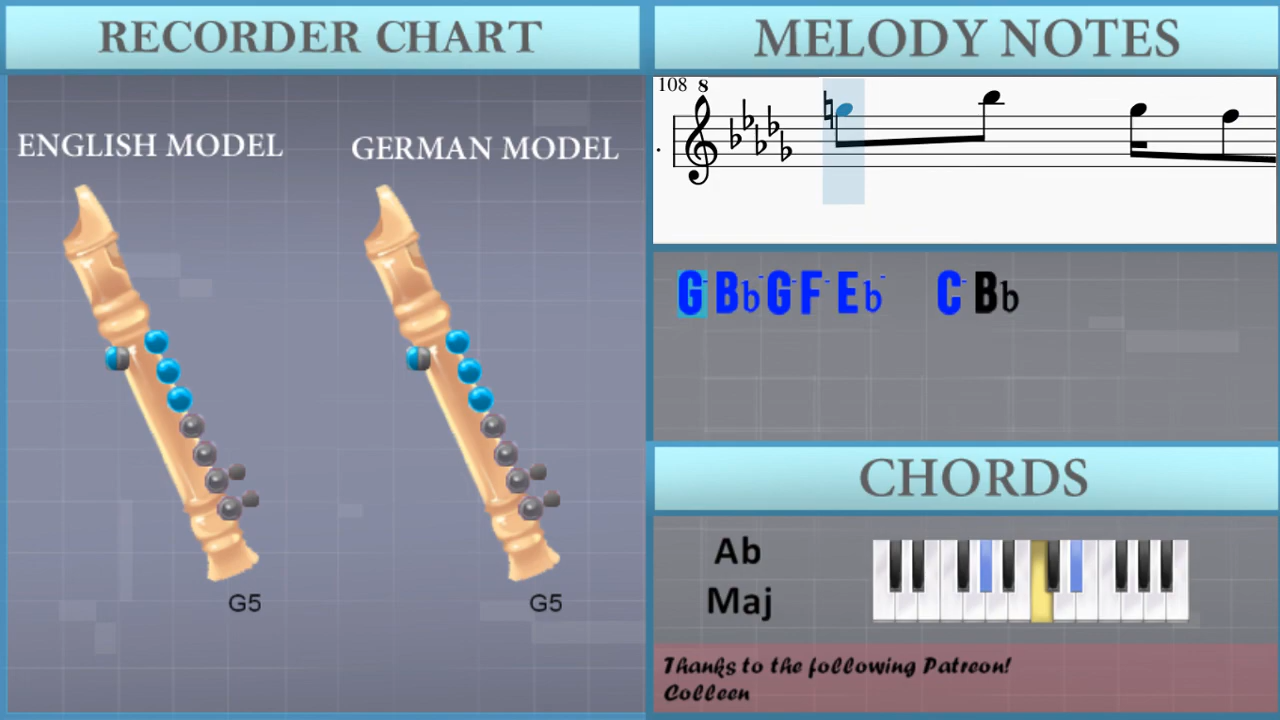 RECORDER CHART
ENGLISH MODEL
GERMAN MODEL
G5
G5
MELODY NOTES
108 8
G Bb G F Eb C Bb
CHORDS
Ab
Maj
Thanks to the following Patreon!
Colleen